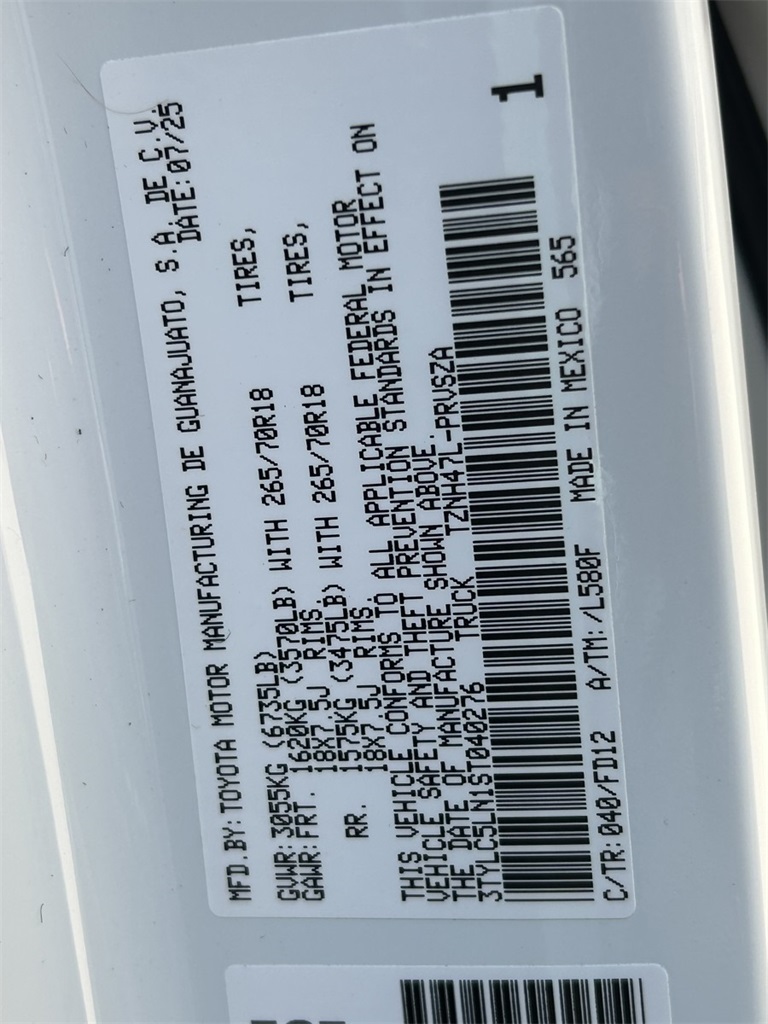 MFD.BY: TOYOTA MOTOR MANUFACTURING DE GUANAJUATO, S.A. DE C.V.
DATE: 07/25
GVWR: 3055KG (6735LB)
GAWR: FRT. 1620KG (3570LB) WITH 265/70R18 TIRES,
18X7.5J RIMS
RR. 1575KG (3475LB) WITH 265/70R18 TIRES,
18X7.5J RIMS
THIS VEHICLE CONFORMS TO ALL APPLICABLE FEDERAL MOTOR
VEHICLE SAFETY AND THEFT PREVENTION STANDARDS IN EFFECT ON
THE DATE OF MANUFACTURE SHOWN ABOVE.
3TYLC5LN1ST040276 TRUCK TZNH47L-PRVSZA
1
C/TR: 040/FD12 A/TM: /L580F MADE IN MEXICO 565